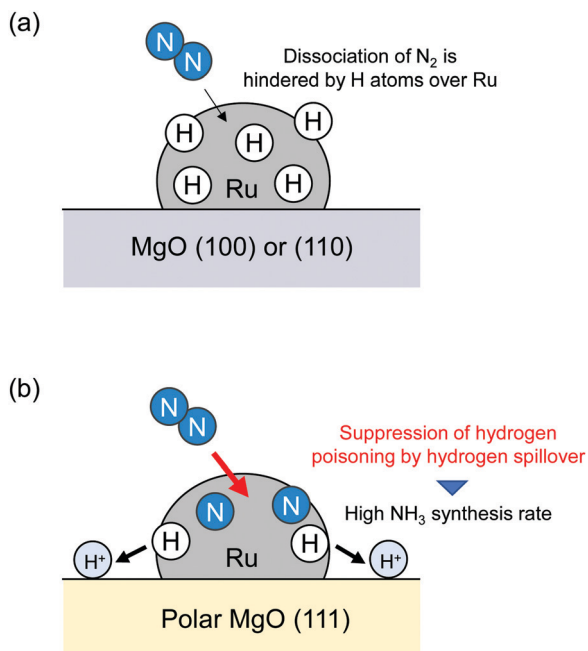 (a)
N
N
Dissociation of N₂ is
hindered by H atoms over Ru
H
H
H
H
H
Ru
MgO (100) or (110)
(b)
N
N
Suppression of hydrogen
poisoning by hydrogen spillover
High NH₃ synthesis rate
N
N
H
H
H⁺
Ru
H⁺
Polar MgO (111)